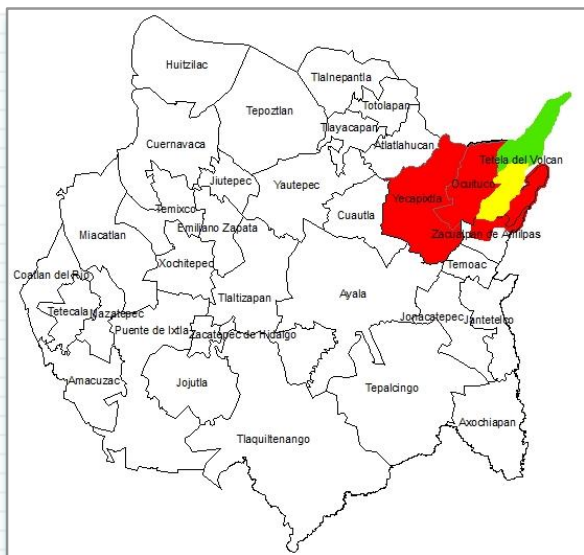 Huitzilac
Tlalnepantla
Tepoztlan
Totolapan
Tlayacapan
Atlatlahucan
Cuernavaca
Tetela del Volcan
Jiutepec
Yautepec
Ocuituco
Yecapixtla
Temixco
Cuautla
Emiliano Zapata
Miacatlan
Zacualpan de Amilpas
Xochitepec
Temoac
Coatlan del Rio
Ayala
Tlaltizapan
Tetecala
Mazatepec
Jonacatepec
Jantetelco
Puente de Ixtla
Zacatepec de Hidalgo
Amacuzac
Jojutla
Tepalcingo
Axochiapan
Tlaquiltenango